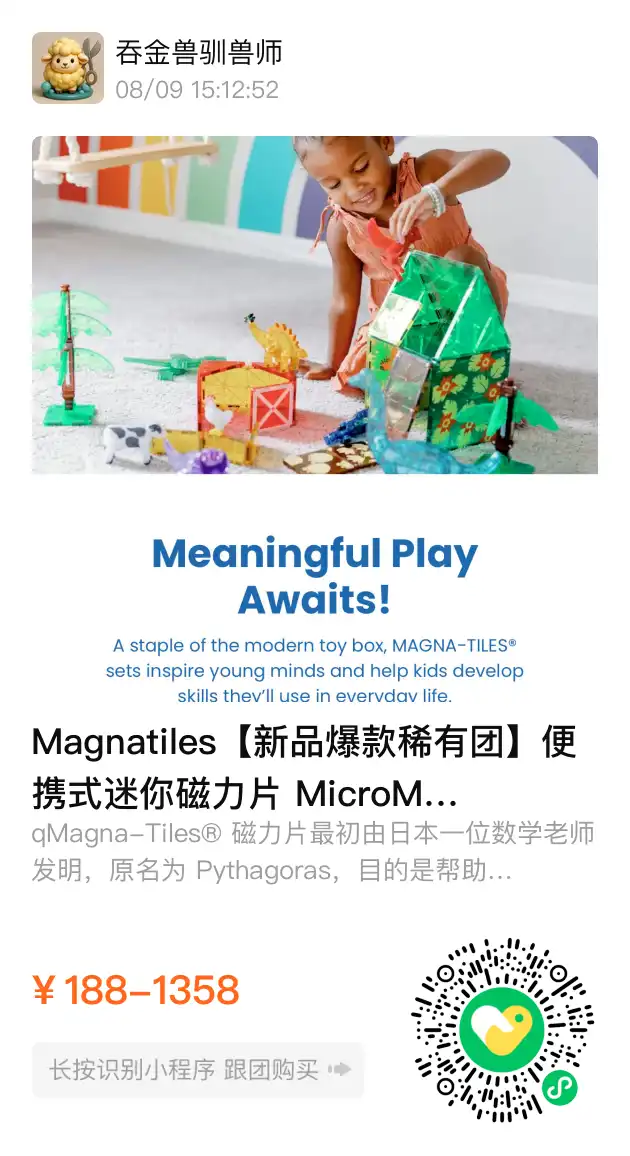 吞金兽驯兽师
08/09 15:12:52
Meaningful Play
Awaits!
A staple of the modern toy box, MAGNA-TILES®
sets inspire young minds and help kids develop
skills they'll use in everyday life.
Magnatiles【新品爆款稀有团】便
携式迷你磁力片 MicroM...
qMagna-Tiles® 磁力片最初由日本一位数学老师
发明，原名为 Pythagoras，目的是帮助...
¥ 188-1358
长按识别小程序 跟团购买